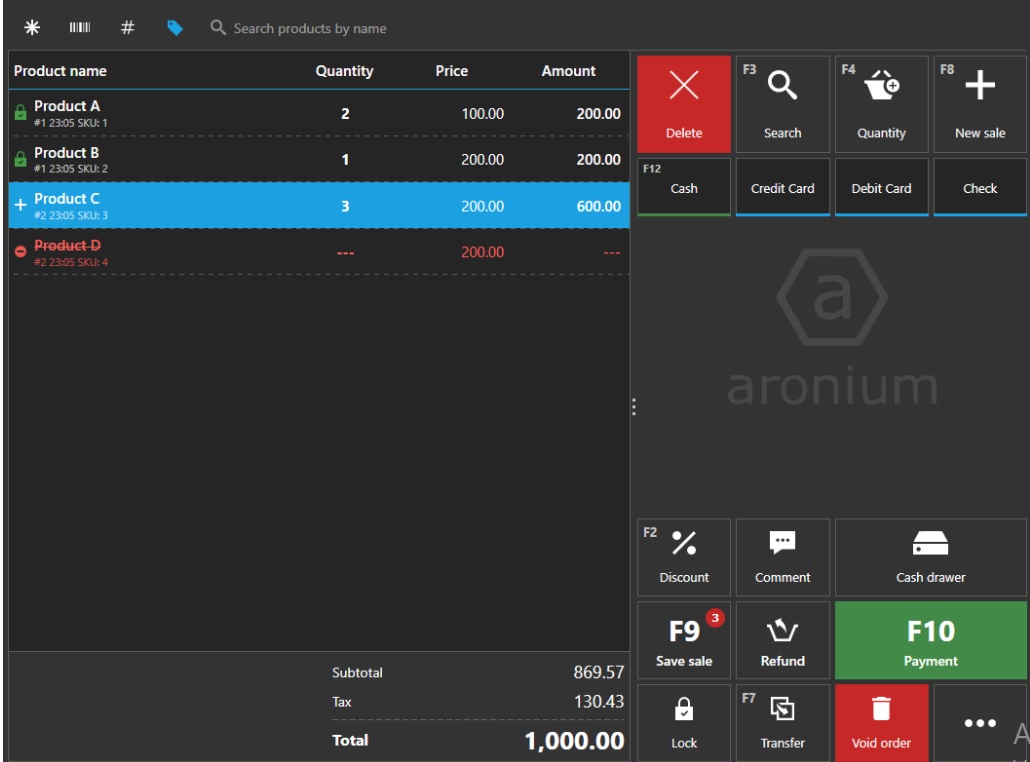 # Search products by name
Product name Quantity Price Amount
Product A
#1 23:05 SKU: 1
2 100.00 200.00
Product B
#1 23:05 SKU: 2
1 200.00 200.00
Product C
#2 23:05 SKU: 3
3 200.00 600.00
Product D
#2 23:05 SKU: 4
--- 200.00 ---
Subtotal 869.57
Tax 130.43
Total 1,000.00
Delete
F3 Search
F4 Quantity
F8 New sale
F12 Cash
Credit Card
Debit Card
Check
a
aronium
F2 Discount
Comment
Cash drawer
F9 3
Save sale
Refund
F10
Payment
Lock
F7 Transfer
Void order
A